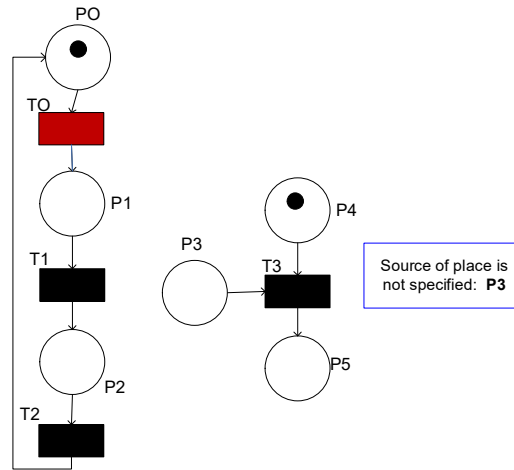 PO
TO
P1
T1
P2
T2
P4
P3
T3
P5
Source of place is
not specified: P3